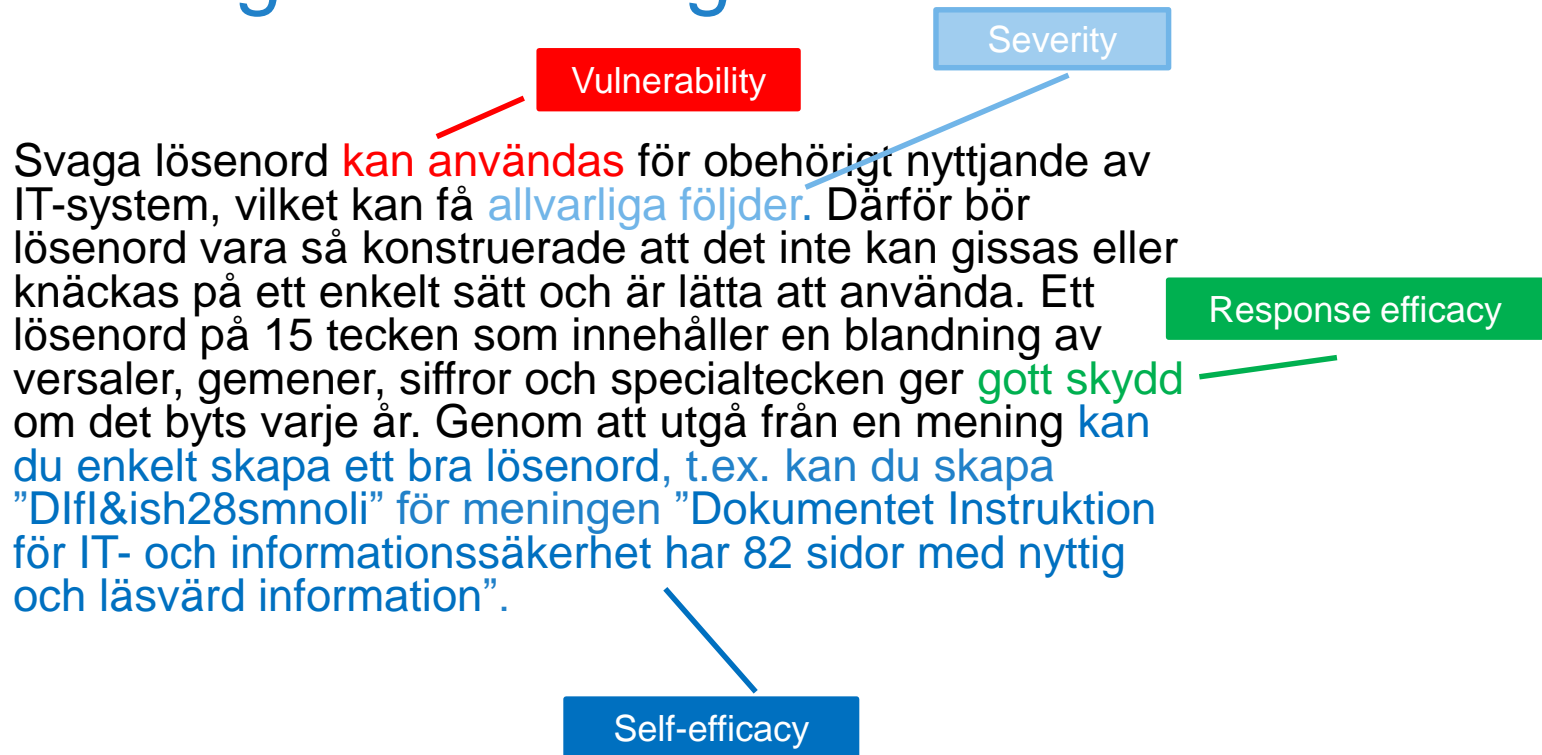 Severity
Vulnerability
Svaga lösenord kan användas för obehörigt nyttjande av
IT-system, vilket kan få allvarliga följder. Därför bör
lösenord vara så konstruerade att det inte kan gissas eller
knäckas på ett enkelt sätt och är lätta att använda. Ett
lösenord på 15 tecken som innehåller en blandning av
versaler, gemener, siffror och specialtecken ger gott skydd
om det byts varje år. Genom att utgå från en mening kan
du enkelt skapa ett bra lösenord, t.ex. kan du skapa
”DIfI&ish28smnoli” för meningen ”Dokumentet Instruktion
för IT- och informationssäkerhet har 82 sidor med nyttig
och läsvärd information”.
Response efficacy
Self-efficacy